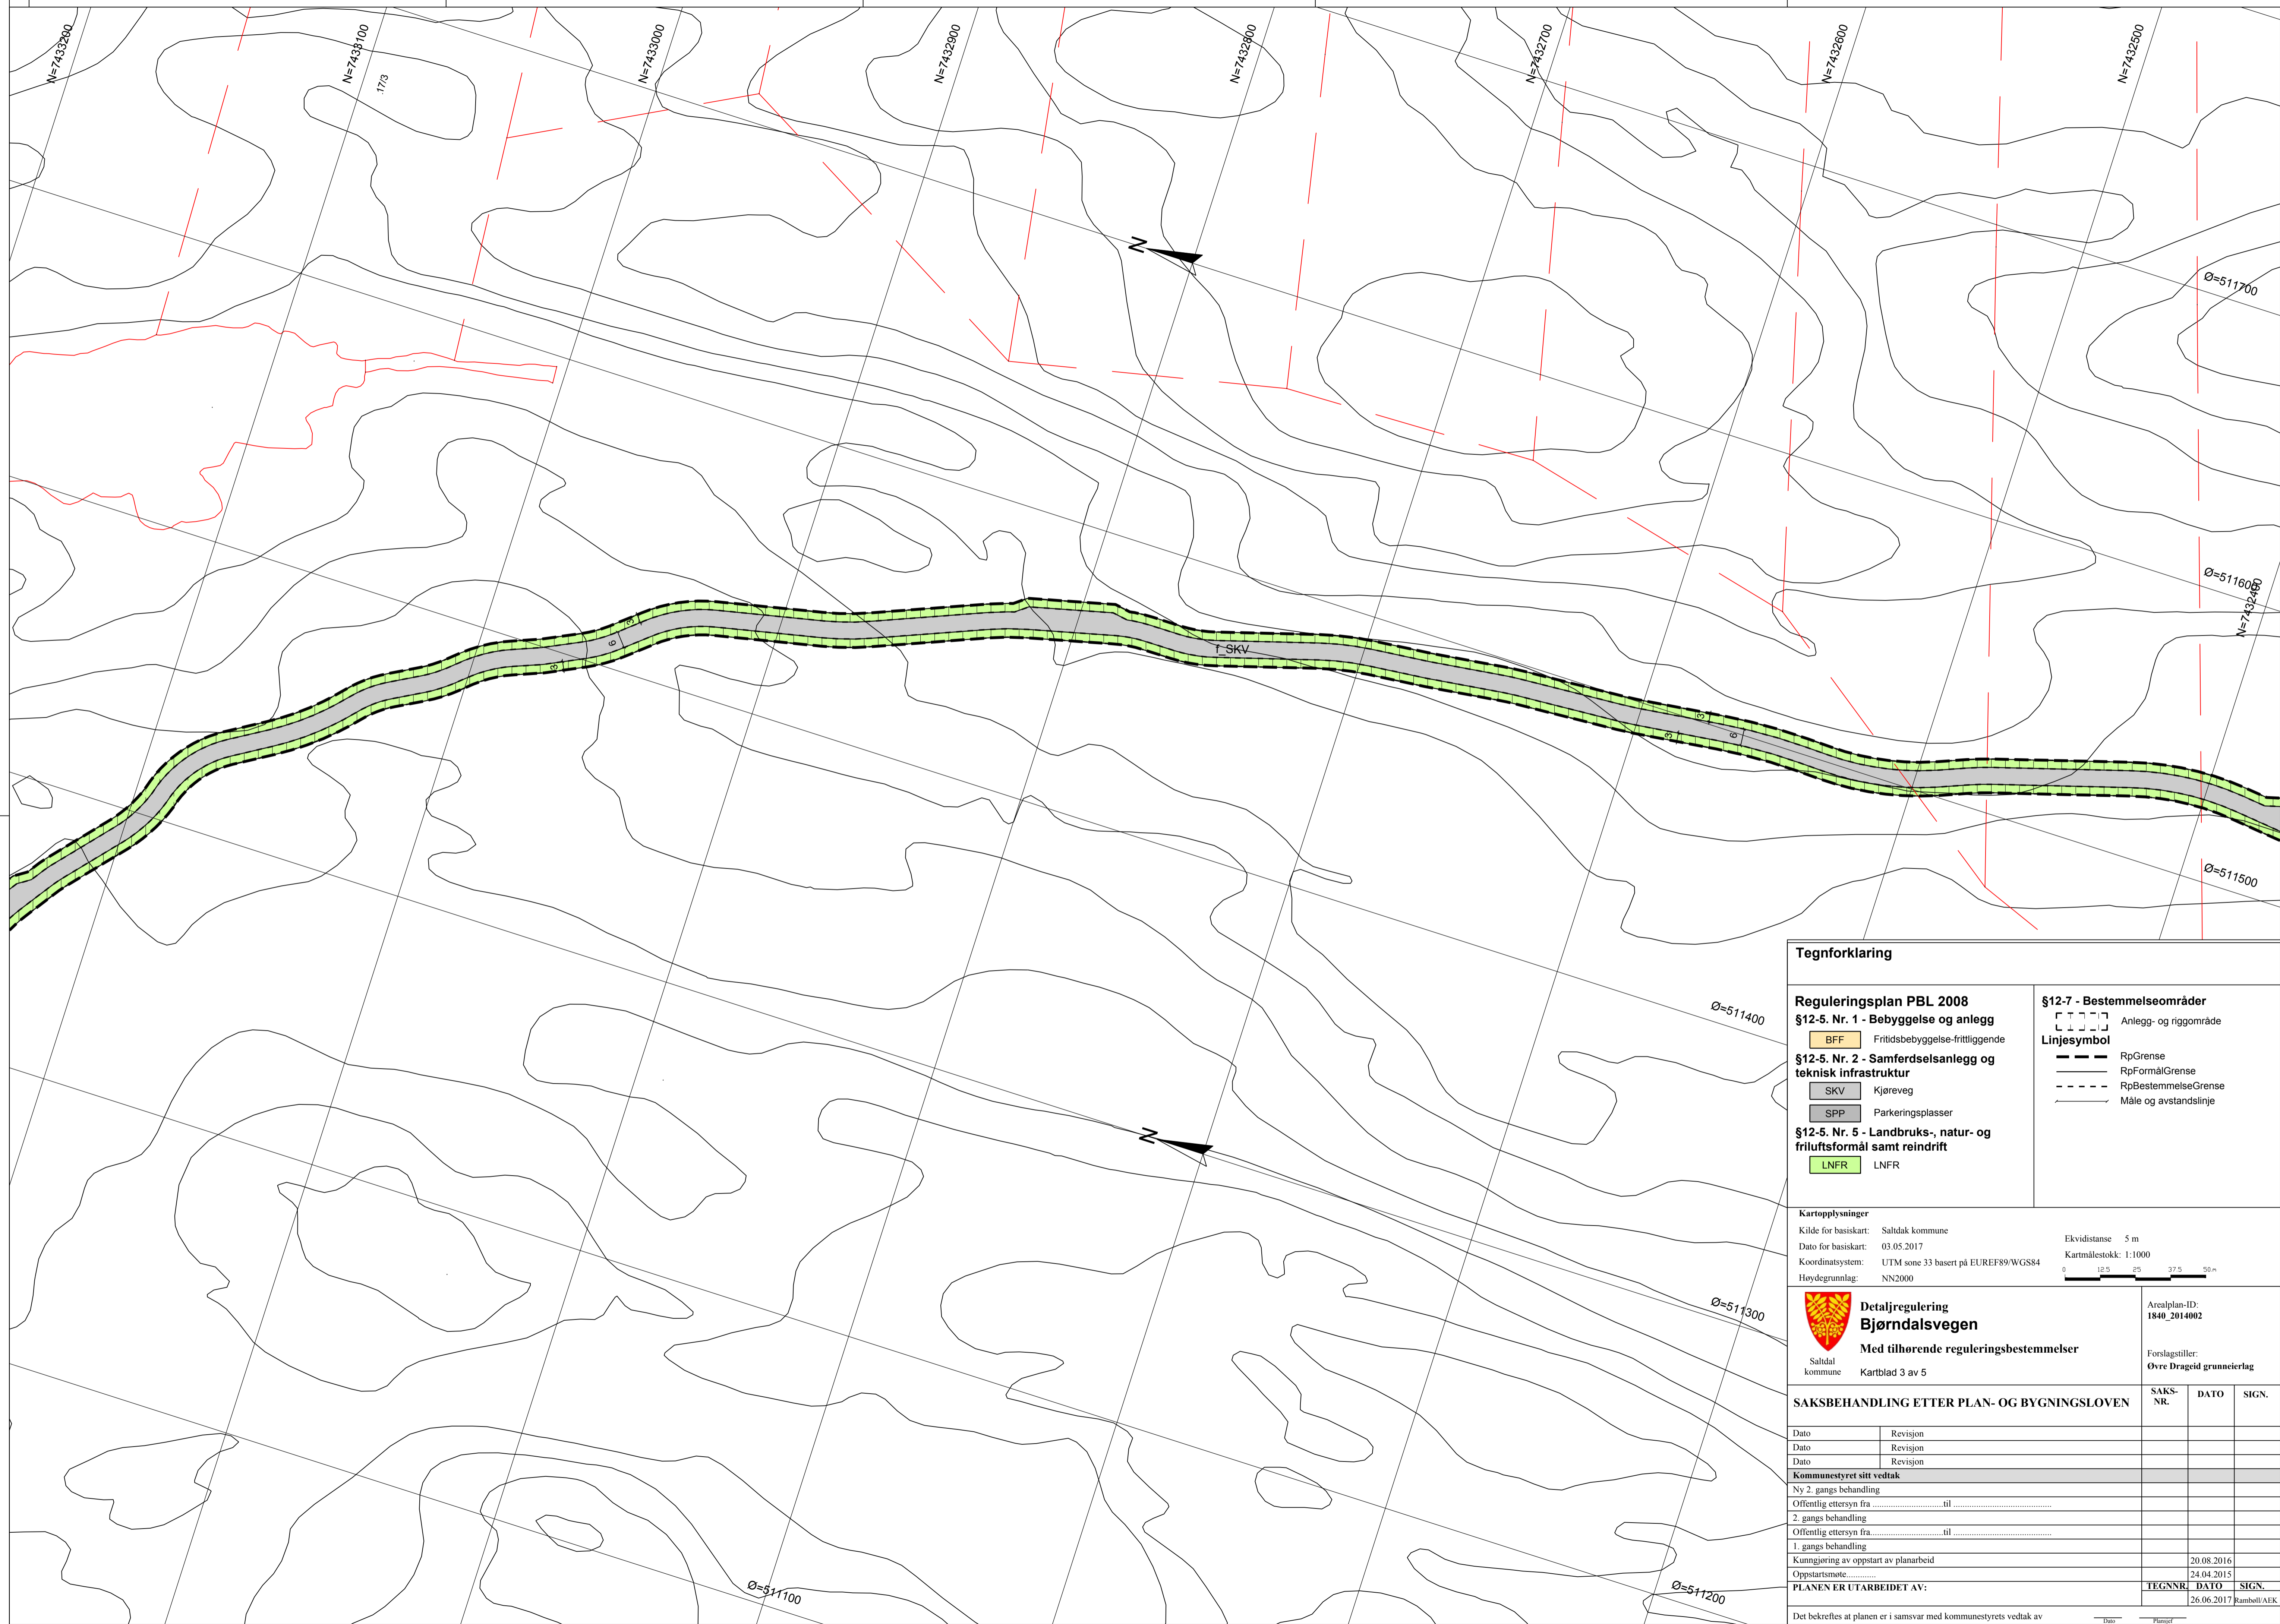 N=7433200
N=7433100
N=7433000
N=7432900
N=7432800
N=7432700
N=7432600
N=7432500
17/3
N
Ø=511700
Ø=511600
N=7432400
3
6
3
f_SKV
3
3
6
Ø=511500
Ø=511400
N
Ø=511300
Ø=511100
Ø=511200
Tegnforklaring
Reguleringsplan PBL 2008
§12-5. Nr. 1 - Bebyggelse og anlegg
BFF Fritidsbebyggelse-frittliggende
§12-5. Nr. 2 - Samferdselsanlegg og
teknisk infrastruktur
SKV Kjøreveg
SPP Parkeringsplasser
§12-5. Nr. 5 - Landbruks-, natur- og
friluftsformål samt reindrift
LNFR LNFR
§12-7 - Bestemmelseområder
Anlegg- og riggområde
Linjesymbol
RpGrense
RpFormålGrense
RpBestemmelseGrense
Måle og avstandslinje
Kartopplysninger
Kilde for basiskart: Saltdak kommune
Dato for basiskart: 03.05.2017
Koordinatsystem: UTM sone 33 basert på EUREF89/WGS84
Høydegrunnlag: NN2000
Ekvidistanse 5 m
Kartmålestokk: 1:1000
0 12.5 25 37.5 50m
Saltdal
kommune
Detaljregulering
Bjørndalsvegen
Med tilhørende reguleringsbestemmelser
Kartblad 3 av 5
Arealplan-ID:
1840_2014002
Forslagstiller:
Øvre Drageid grunneierlag
SAKSBEHANDLING ETTER PLAN- OG BYGNINGSLOVEN SAKS-
NR. DATO SIGN.
Dato Revisjon
Dato Revisjon
Dato Revisjon
Kommunestyret sitt vedtak
Ny 2. gangs behandling
Offentlig ettersyn fra ...............................til ...........................................
2. gangs behandling
Offentlig ettersyn fra................................til ...........................................
1. gangs behandling
Kunngjøring av oppstart av planarbeid 20.08.2016
Oppstartsmøte............. 24.04.2015
PLANEN ER UTARBEIDET AV: TEGNNR. DATO SIGN.
26.06.2017 Rambøll/AEK
Det bekreftes at planen er i samsvar med kommunestyrets vedtak av
Dato Plansjef